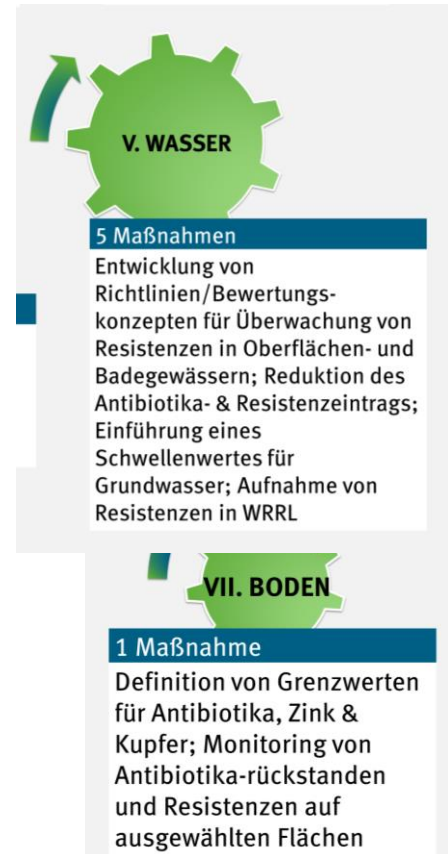 V. WASSER
5 Maßnahmen
Entwicklung von
Richtlinien/Bewertungs-
konzepten für Überwachung von
Resistenzen in Oberflächen- und
Badegewässern; Reduktion des
Antibiotika- & Resistenzeintrags;
Einführung eines
Schwellenwertes für
Grundwasser; Aufnahme von
Resistenzen in WRRL
VII. BODEN
1 Maßnahme
Definition von Grenzwerten
für Antibiotika, Zink &
Kupfer; Monitoring von
Antibiotika-rückstanden
und Resistenzen auf
ausgewählten Flächen